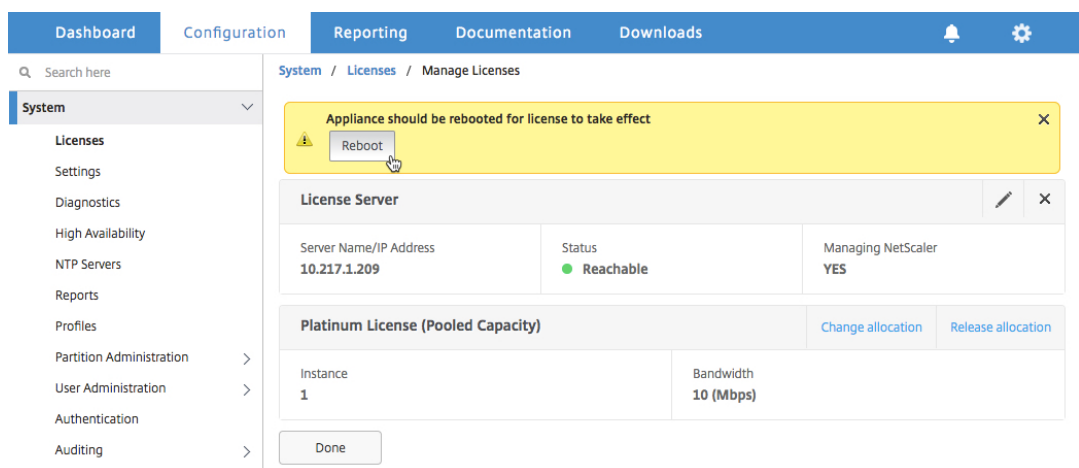 Dashboard Configuration Reporting Documentation Downloads
Search here
System
Licenses
Settings
Diagnostics
High Availability
NTP Servers
Reports
Profiles
Partition Administration
User Administration
Authentication
Auditing
System / Licenses / Manage Licenses
Appliance should be rebooted for license to take effect
Reboot
License Server
Server Name/IP Address
10.217.1.209
Status
Reachable
Managing NetScaler
YES
Platinum License (Pooled Capacity)
Change allocation
Release allocation
Instance
1
Bandwidth
10 (Mbps)
Done